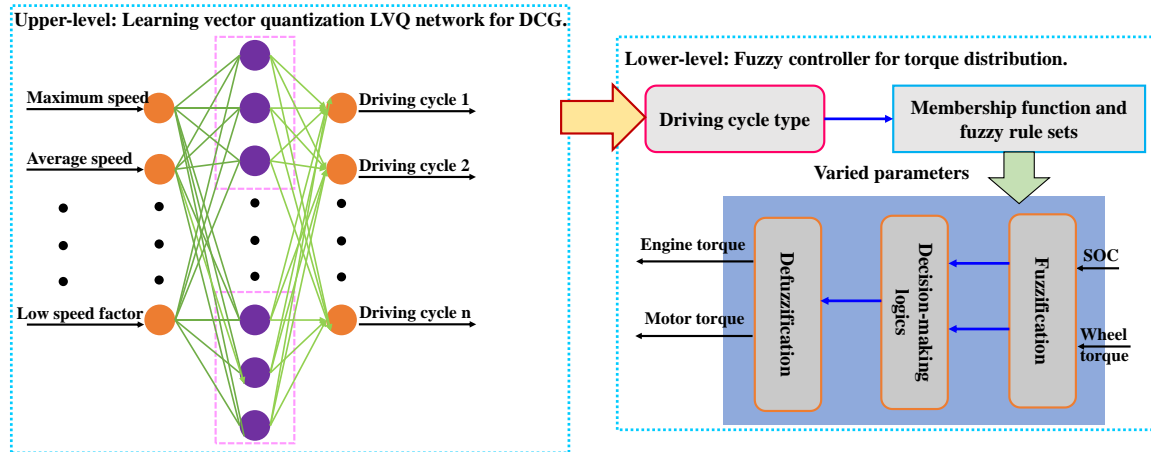 Upper-level: Learning vector quantization LVQ network for DCG.
Maximum speed
Average speed
Low speed factor
Driving cycle 1
Driving cycle 2
Driving cycle n
Lower-level: Fuzzy controller for torque distribution.
Driving cycle type
Membership function and
fuzzy rule sets
Varied parameters
Engine torque
Motor torque
Defuzzification
Decision-making
logics
Fuzzification
SOC
Wheel
torque